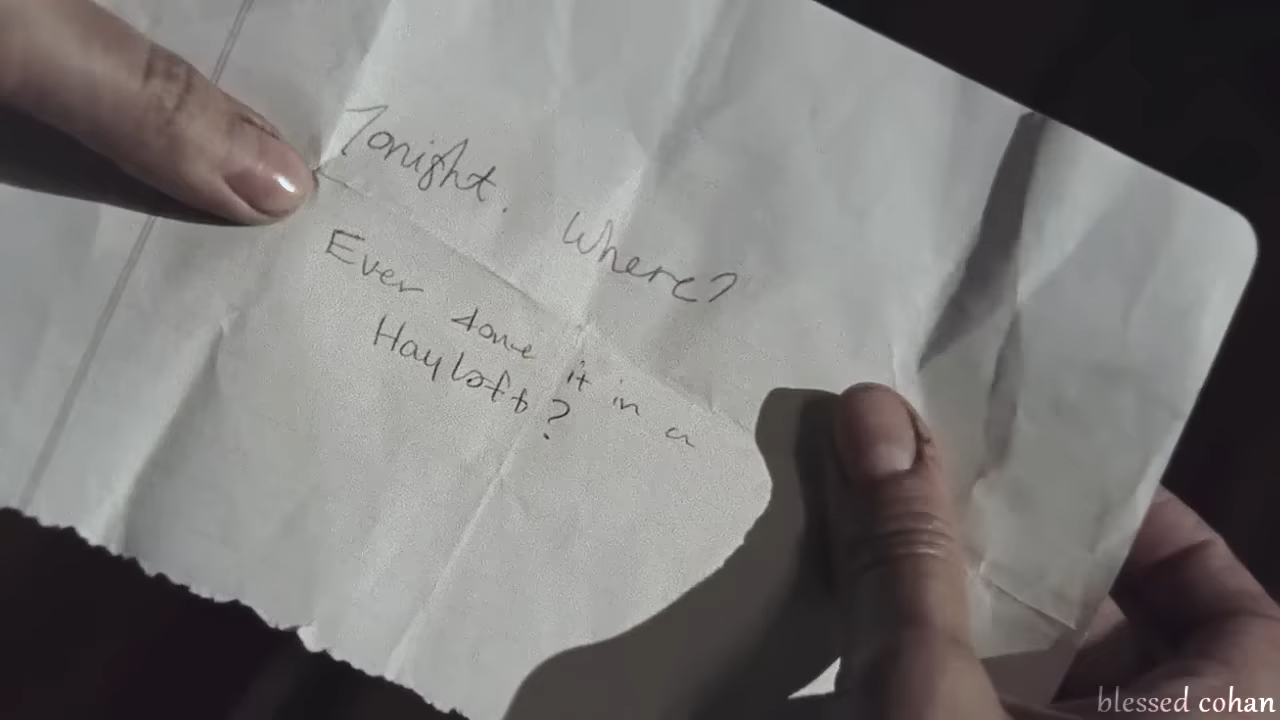 Tonight. Where?
Ever done it in a
Hayloft?
blessed cohan